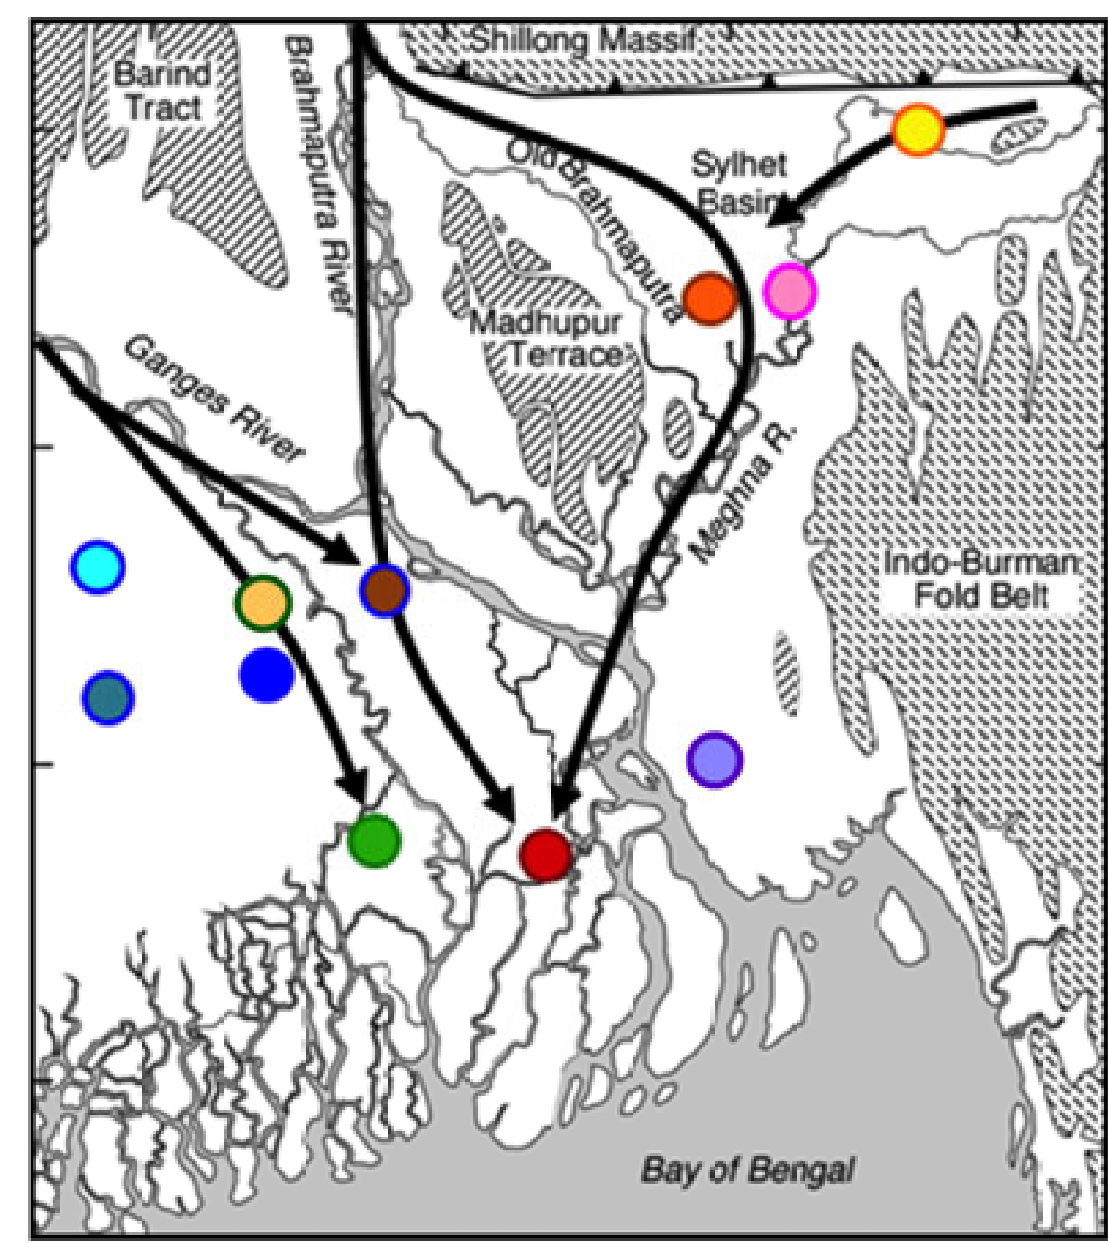 Shillong Massif
Barind
Tract
Brahmaputra River
Old Brahmaputra
Sylhet
Basin
Madhupur
Terrace
Ganges River
Meghna R.
Indo-Burman
Fold Belt
Bay of Bengal